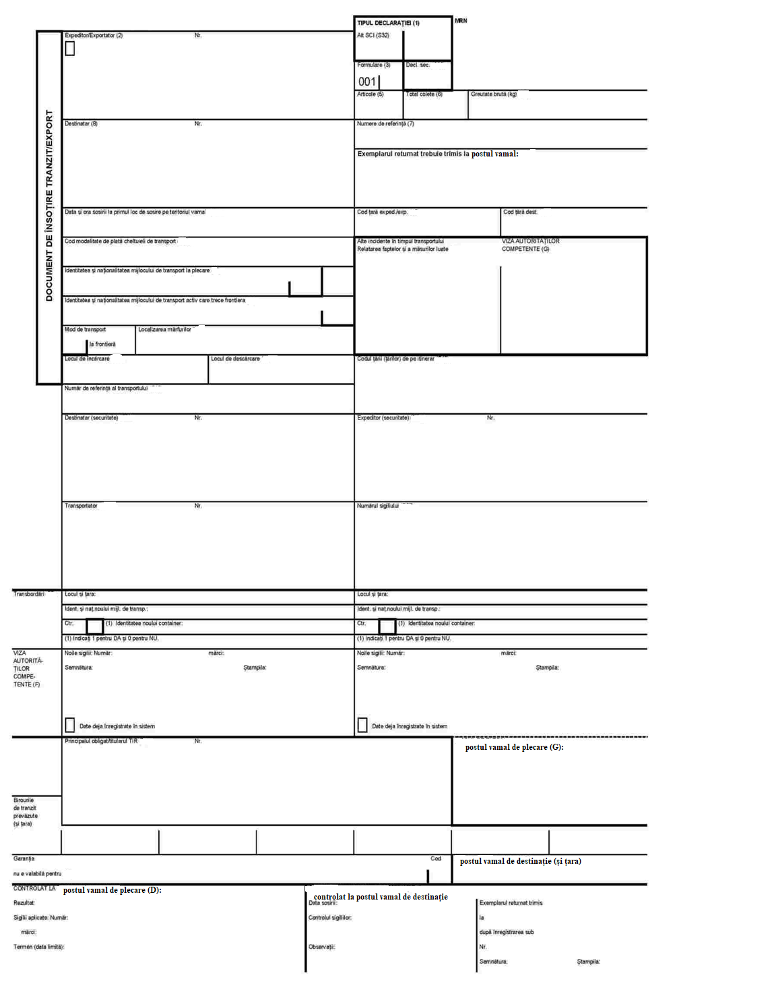 TIPUL DECLARAȚIEI (1)
MRN
Expeditor/Exportator (2) Nr.
Alt SCI (S32)
Formulare (3) Decl. sec.
001
Articole (5) Total colete (6) Greutate brută (kg)
DOCUMENT DE ÎNSOȚIRE TRANZIT/EXPORT
Destinatar (8) Nr.
Numere de referință (7)
Exemplarul returnat trebuie trimis la postul vamal:
Data și ora sosirii la primul loc de sosire pe teritoriul vamal
Cod țară exped./exp. Cod țără dest.
Cod modalitate de plată cheltuieli de transport
Alte incidente în timpul transportului
Relatarea faptelor și a măsurilor luate
VIZA AUTORITĂȚILOR
COMPETENTE (G)
Identitatea și naționalitatea mijlocului de transport la plecare
Identitatea și naționalitatea mijlocului de transport activ care trece frontiera
Mod de transport Localizarea mărfurilor
la frontieră
Locul de încărcare Locul de descărcare
Codul țării (țărilor) de pe itinerar
Număr de referință al transportului
Destinatar (securitate) Nr.
Expeditor (securitate) Nr.
Transportator Nr.
Numărul sigiliului
Transbordări
Locul și țara: Locul și țara:
Ident. și naț.noului mijl. de transp.: Ident. și naț.noului mijl. de transp.:
Ctr. (1) Identitatea noului container: Ctr. (1) Identitatea noului container:
(1) Indicați 1 pentru DA și 0 pentru NU. (1) Indicați 1 pentru DA și 0 pentru NU.
VIZA
AUTORITĂ-
ȚILOR
COMPE-
TENTE (F)
Noile sigilii: Număr: mărci: Noile sigilii: Număr: mărci:
Semnătura: Ștampila: Semnătura: Ștampila:
Date deja înregistrate în sistem Date deja înregistrate în sistem
Principalul obligat/titularul TIR Nr.
postul vamal de plecare (G):
Birourile
de tranzit
prevăzute
(și țara)
Garanția Cod
nu e valabilă pentru
postul vamal de destinație (și țara)
CONTROLAT LA postul vamal de plecare (D):
controlat la postul vamal de destinație
Rezultat: Data sosirii: Exemplarul returnat trimis
Sigilii aplicate: Număr: Controlul sigiliilor: la
mărci: după înregistrarea sub
Termen (data limită): Observații: Nr.
Semnătura: Ștampila: